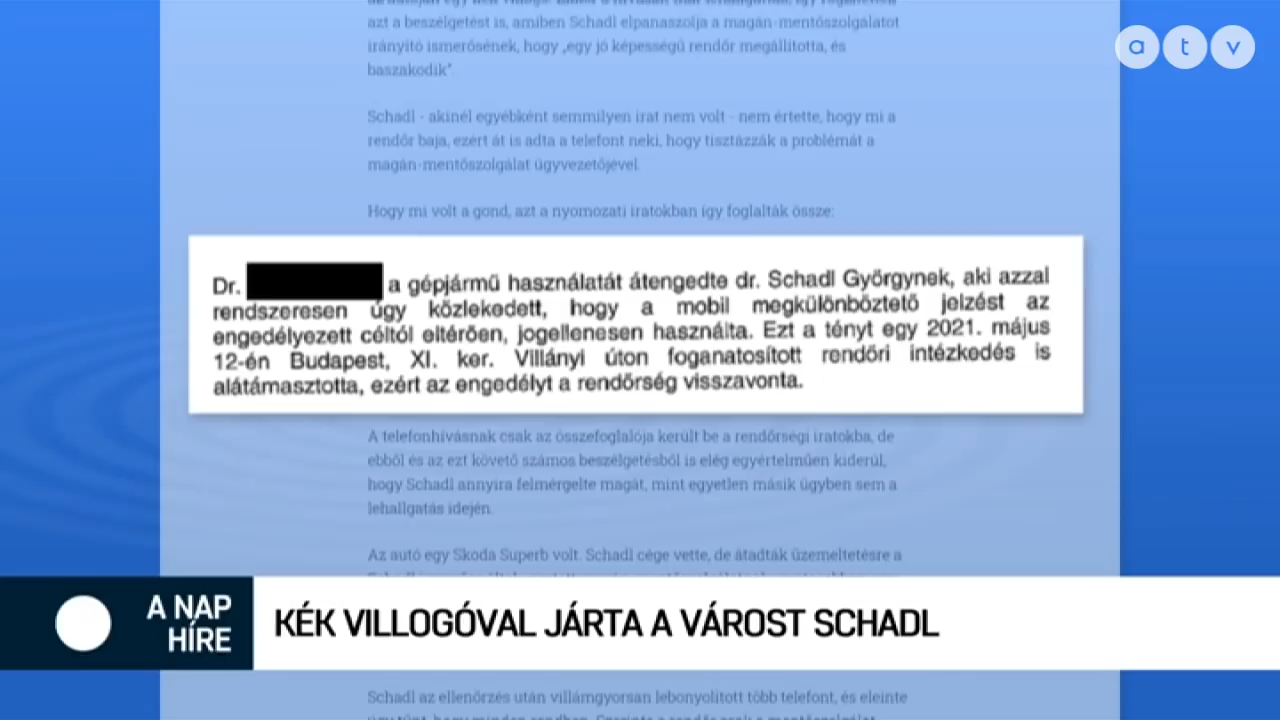 azt a beszélgetést is, amiben Schadl elpanaszolja a magán-mentőszolgálatot
irányító ismerősének, hogy „egy jó képességű rendőr megállította, és
baszakodik”.
atv
Schadl - akinél egyébként semmilyen irat nem volt - nem értette, hogy mi a
rendőr baja, ezért át is adta a telefont neki, hogy tisztázzák a problémát a
magán-mentőszolgálat ügyvezetőjével.
Hogy mi volt a gond, azt a nyomozati iratokban így foglalták össze:
Dr. a gépjármű használatát átengedte dr. Schadl Györgynek, aki azzal
rendszeresen úgy közlekedett, hogy a mobil megkülönböztető jelzést az
engedélyezett céltól eltérően, jogellenesen használta. Ezt a tényt egy 2021. május
12-én Budapest, XI. ker. Villányi úton foganatosított rendőri intézkedés is
alátámasztotta, ezért az engedélyt a rendőrség visszavonta.
A telefonhívásnak csak az összefoglalója került be a rendőrségi iratokba, de
ebből és az ezt követő számos beszélgetésből is elég egyértelműen kiderül,
hogy Schadl annyira felmérgelte magát, mint egyetlen másik ügyben sem a
lehallgatás idején.
Az autó egy Skoda Superb volt. Schadl cége vette, de átadták üzemeltetésre a
A NAP
HÍRE
KÉK VILLOGÓVAL JÁRTA A VÁROST SCHADL
Schadl az ellenőrzés után villámgyorsan lebonyolított több telefont, és eleinte